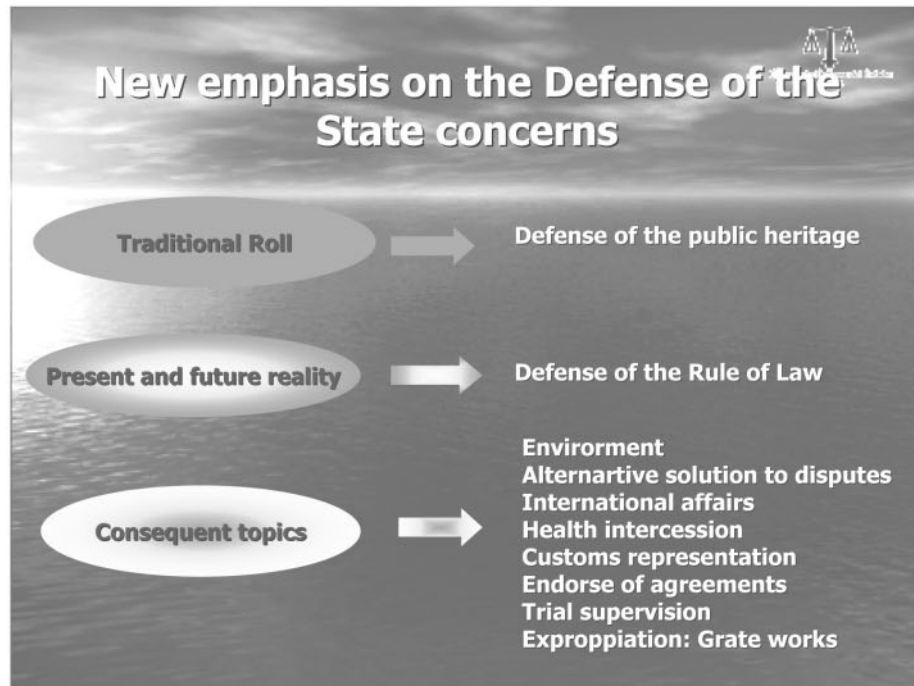 New emphasis on the Defense of the
State concerns
Traditional Roll
Defense of the public heritage
Present and future reality
Defense of the Rule of Law
Consequent topics
Envirorment
Alternartive solution to disputes
International affairs
Health intercession
Customs representation
Endorse of agreements
Trial supervision
Exproppiation: Grate works